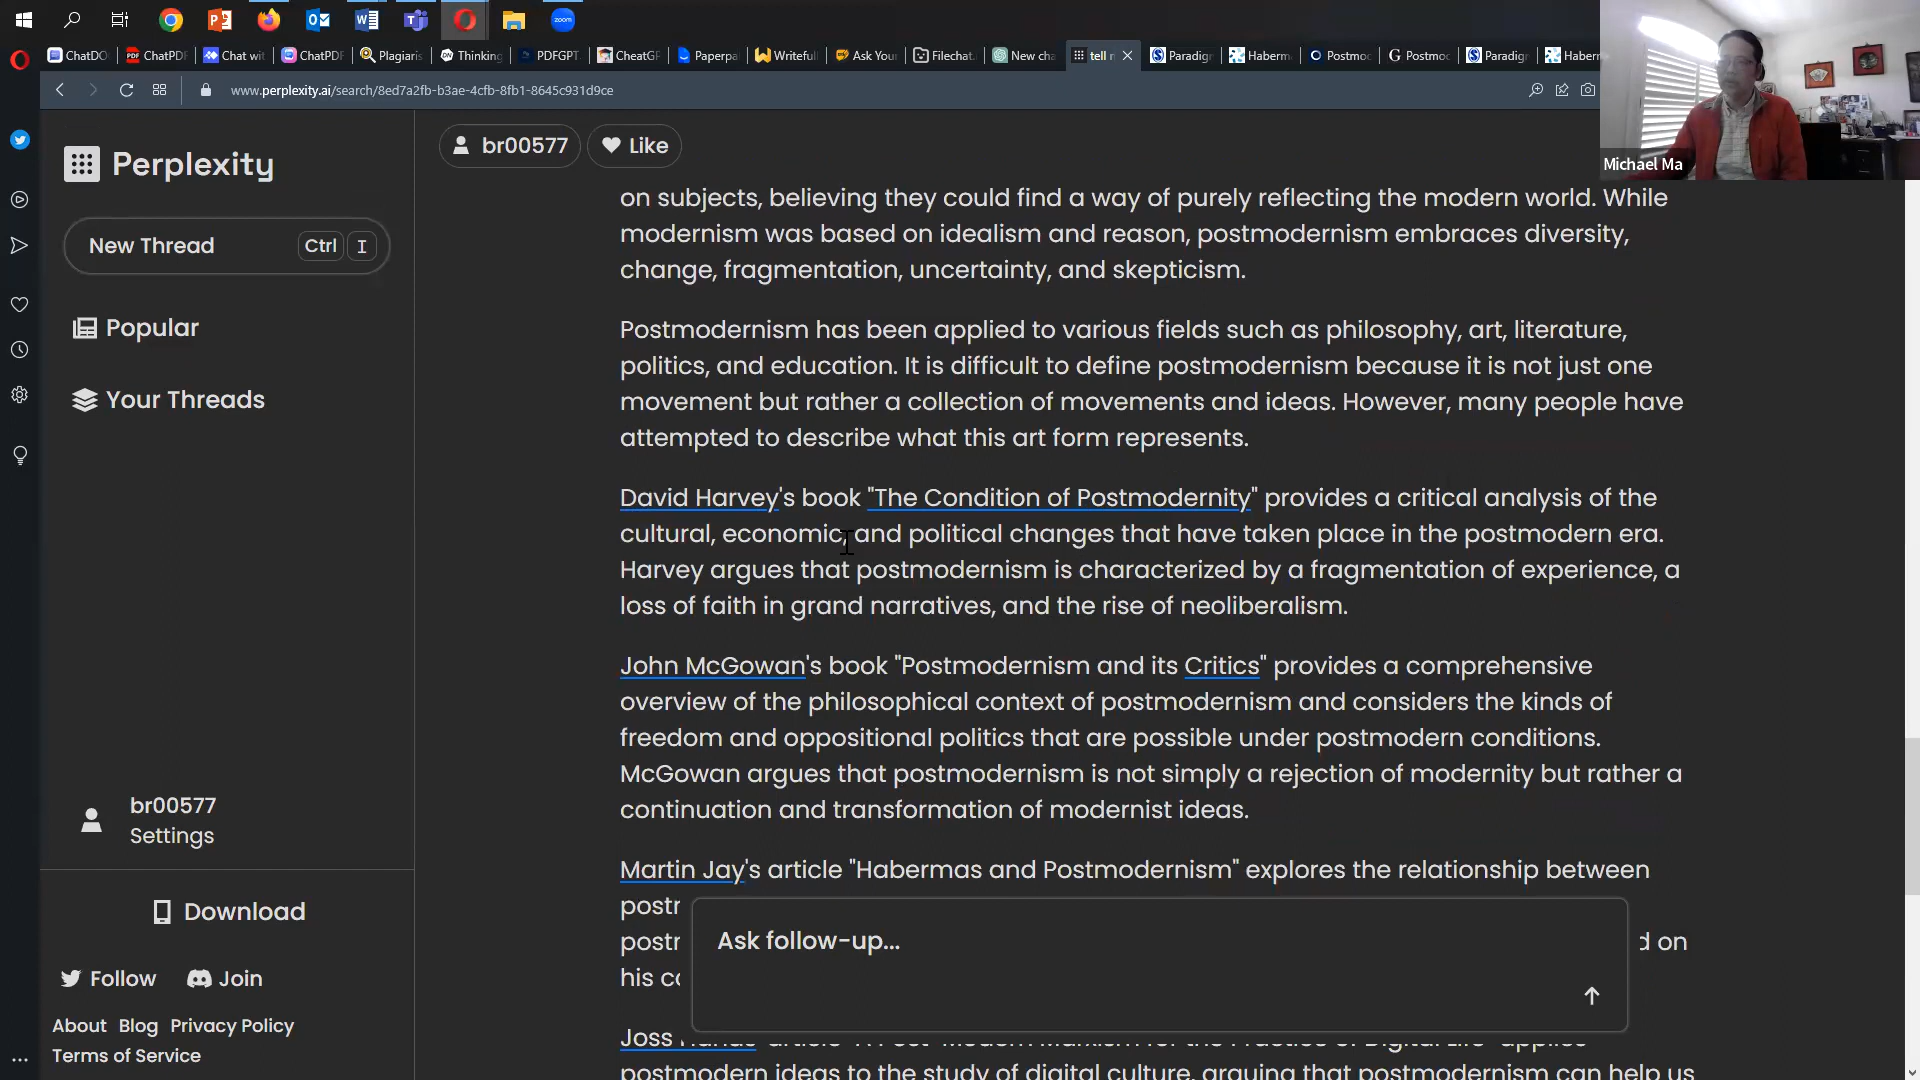 ChatDO
ChatPDF
Chat wit
ChatPDF
Plagiaris
Thinking
PDFGPT.
CheatGP
Paperpa
Writefull
Ask Your
Filechat.
New cha
tell
Paradign
Haberm
Postmoc
Postmoc
Paradign
Haberm
www.perplexity.ai/search/8ed7a2fb-b3ae-4cfb-8fb1-8645c931d9ce
Michael Ma
Perplexity
New Thread Ctrl I
Popular
Your Threads
br00577
Settings
Download
Follow Join
About Blog Privacy Policy
Terms of Service
br00577 Like
on subjects, believing they could find a way of purely reflecting the modern world. While
modernism was based on idealism and reason, postmodernism embraces diversity,
change, fragmentation, uncertainty, and skepticism.
Postmodernism has been applied to various fields such as philosophy, art, literature,
politics, and education. It is difficult to define postmodernism because it is not just one
movement but rather a collection of movements and ideas. However, many people have
attempted to describe what this art form represents.
David Harvey's book "The Condition of Postmodernity" provides a critical analysis of the
cultural, economic, and political changes that have taken place in the postmodern era.
Harvey argues that postmodernism is characterized by a fragmentation of experience, a
loss of faith in grand narratives, and the rise of neoliberalism.
John McGowan's book "Postmodernism and its Critics" provides a comprehensive
overview of the philosophical context of postmodernism and considers the kinds of
freedom and oppositional politics that are possible under postmodern conditions.
McGowan argues that postmodernism is not simply a rejection of modernity but rather a
continuation and transformation of modernist ideas.
Martin Jay's article "Habermas and Postmodernism" explores the relationship between
postr
postr d on
his co
Ask follow-up...
Joss
postmodern ideas to the study of digital culture, arguing that postmodernism can help us